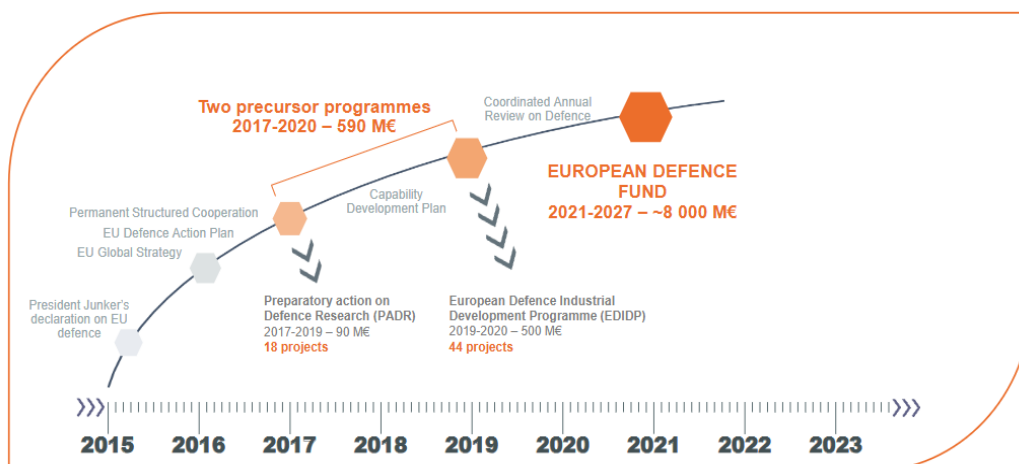 Two precursor programmes
2017-2020 – 590 M€
Coordinated Annual
Review on Defence
EUROPEAN DEFENCE
FUND
2021-2027 – ~8 000 M€
Capability
Development Plan
Permanent Structured Cooperation
EU Defence Action Plan
EU Global Strategy
President Junker's
declaration on EU
defence
Preparatory action on
Defence Research (PADR)
2017-2019 – 90 M€
18 projects
European Defence Industrial
Development Programme (EDIDP)
2019-2020 – 500 M€
44 projects
2015 2016 2017 2018 2019 2020 2021 2022 2023